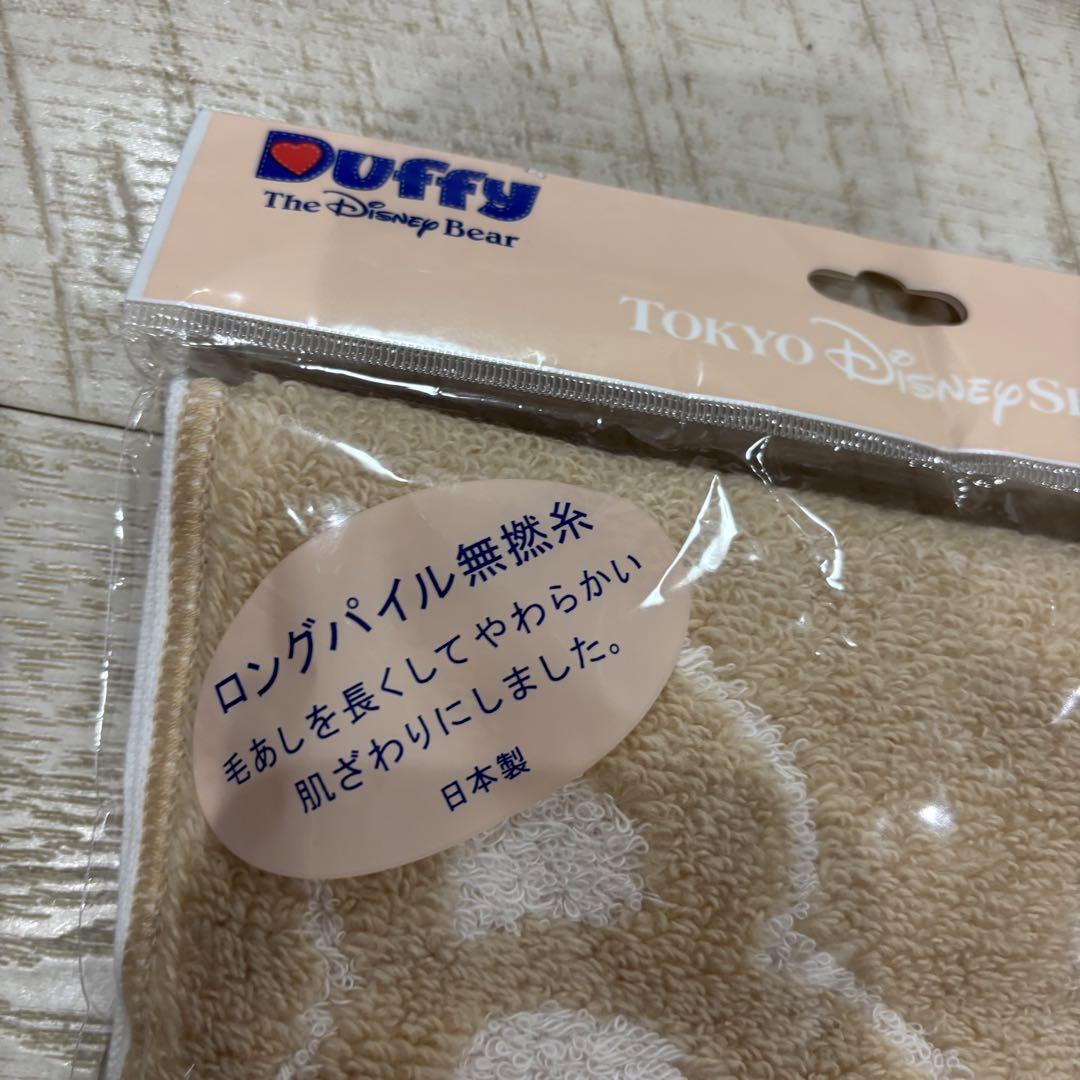 Duffy
The Disney Bear
TOKYO Disney
ロングパイル無撚糸
毛あしを長くしてやわらかい
肌ざわりにしました。
日本製